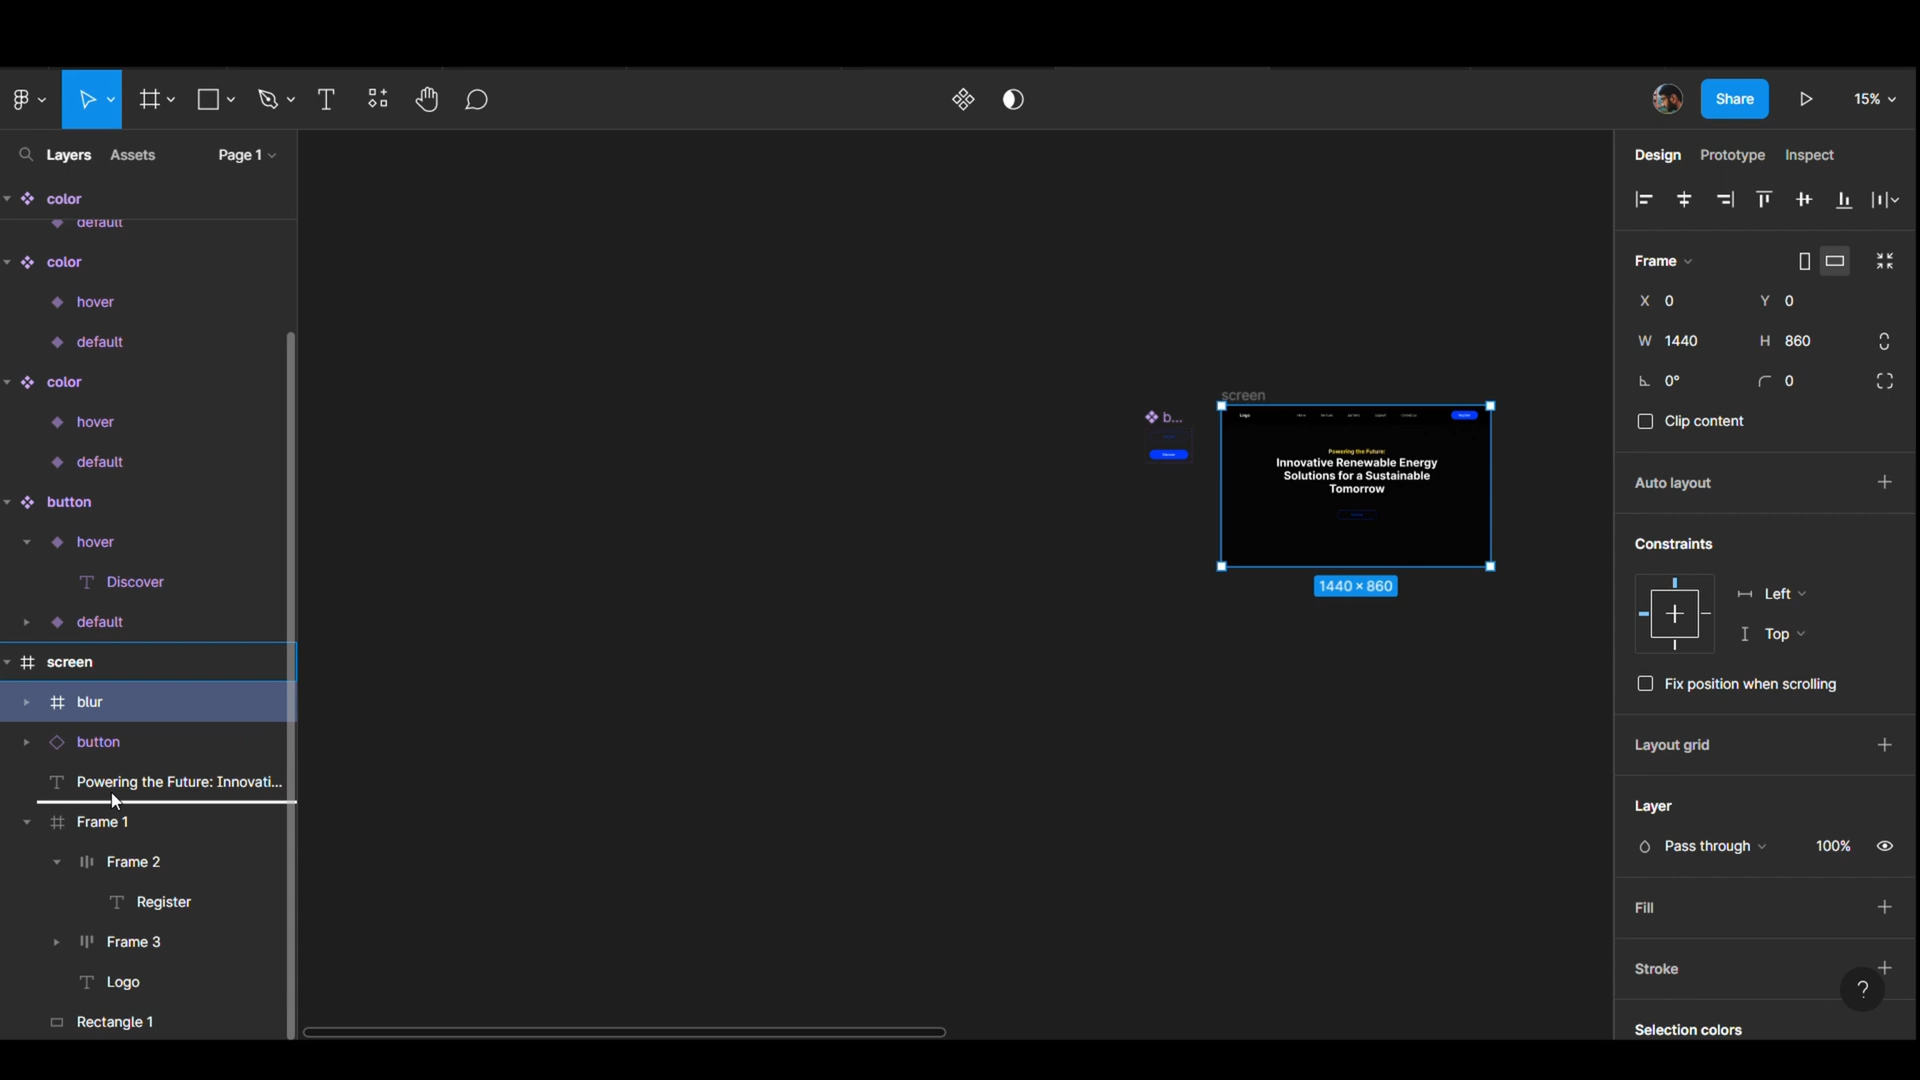 Share
15%
Layers
Assets
Page 1
color
default
color
hover
default
color
hover
default
button
hover
Discover
default
screen
blur
button
Powering the Future: Innovati...
Frame 1
Frame 2
Register
Frame 3
Logo
Rectangle 1
b...
screen
Logo
Powering the Future:
Innovative Renewable Energy
Solutions for a Sustainable
Tomorrow
1440 × 860
Design
Prototype
Inspect
Frame
X 0
Y 0
W 1440
H 860
0°
0
Clip content
Auto layout
Constraints
Left
Top
Fix position when scrolling
Layout grid
Layer
Pass through
100%
Fill
Stroke
?
Selection colors